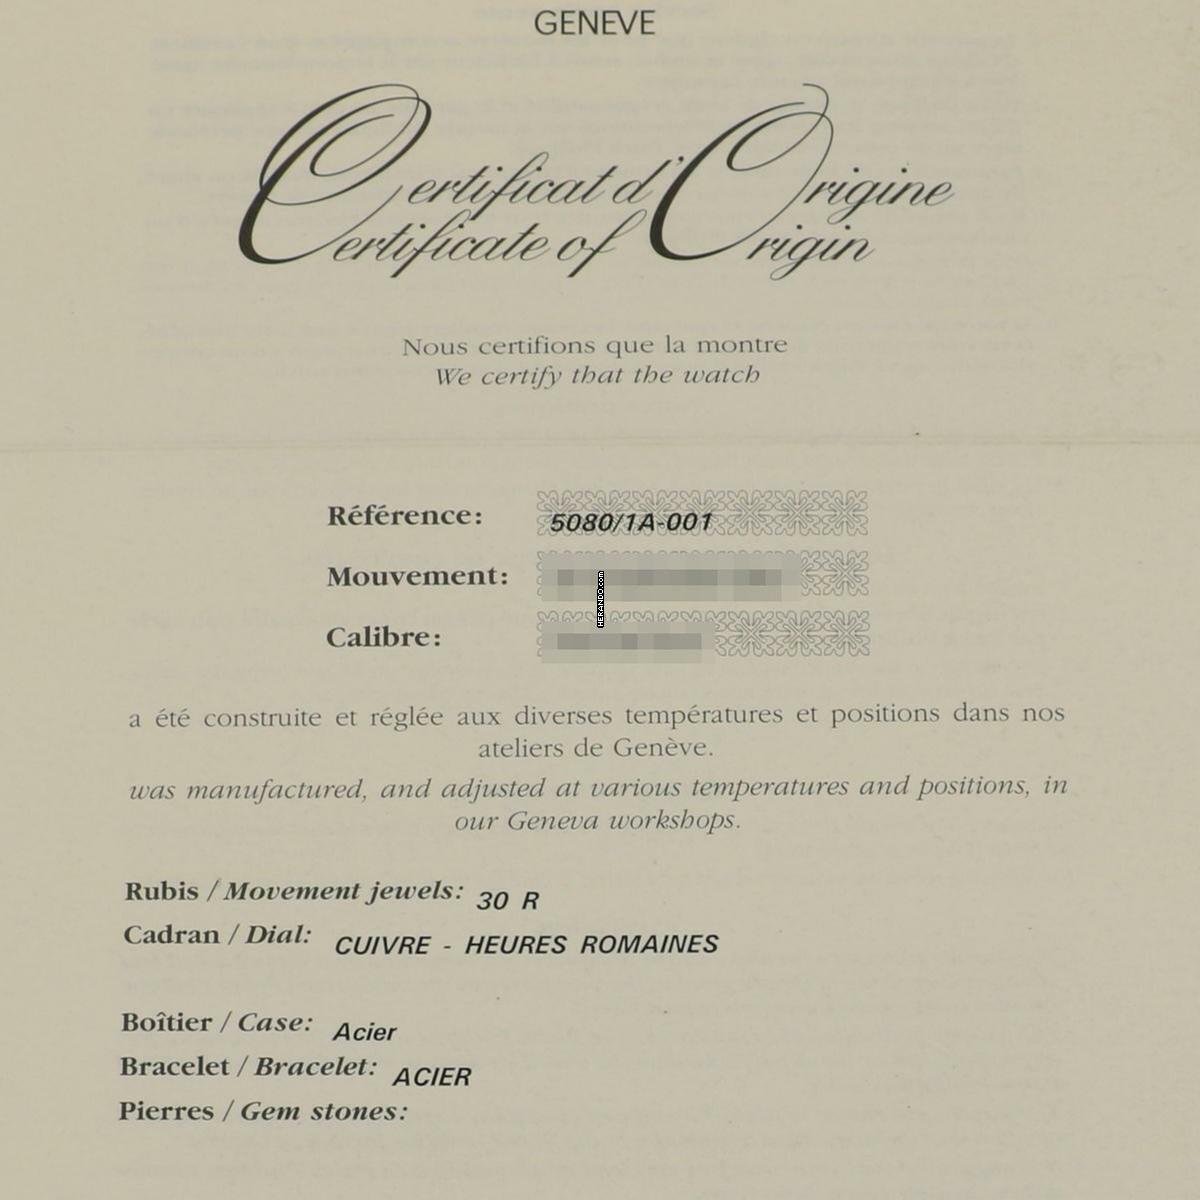 GENEVE
Certificat d'Origine
Certificate of Origin
Nous certifions que la montre
We certify that the watch
Référence: 5080/1A-001
Mouvement:
HERANDO.com
Calibre:
a été construite et réglée aux diverses températures et positions dans nos
ateliers de Genève.
was manufactured, and adjusted at various temperatures and positions, in
our Geneva workshops.
Rubis / Movement jewels: 30 R
Cadran / Dial: CUIVRE - HEURES ROMAINES
Boîtier / Case: Acier
Bracelet / Bracelet: ACIER
Pierres / Gem stones: